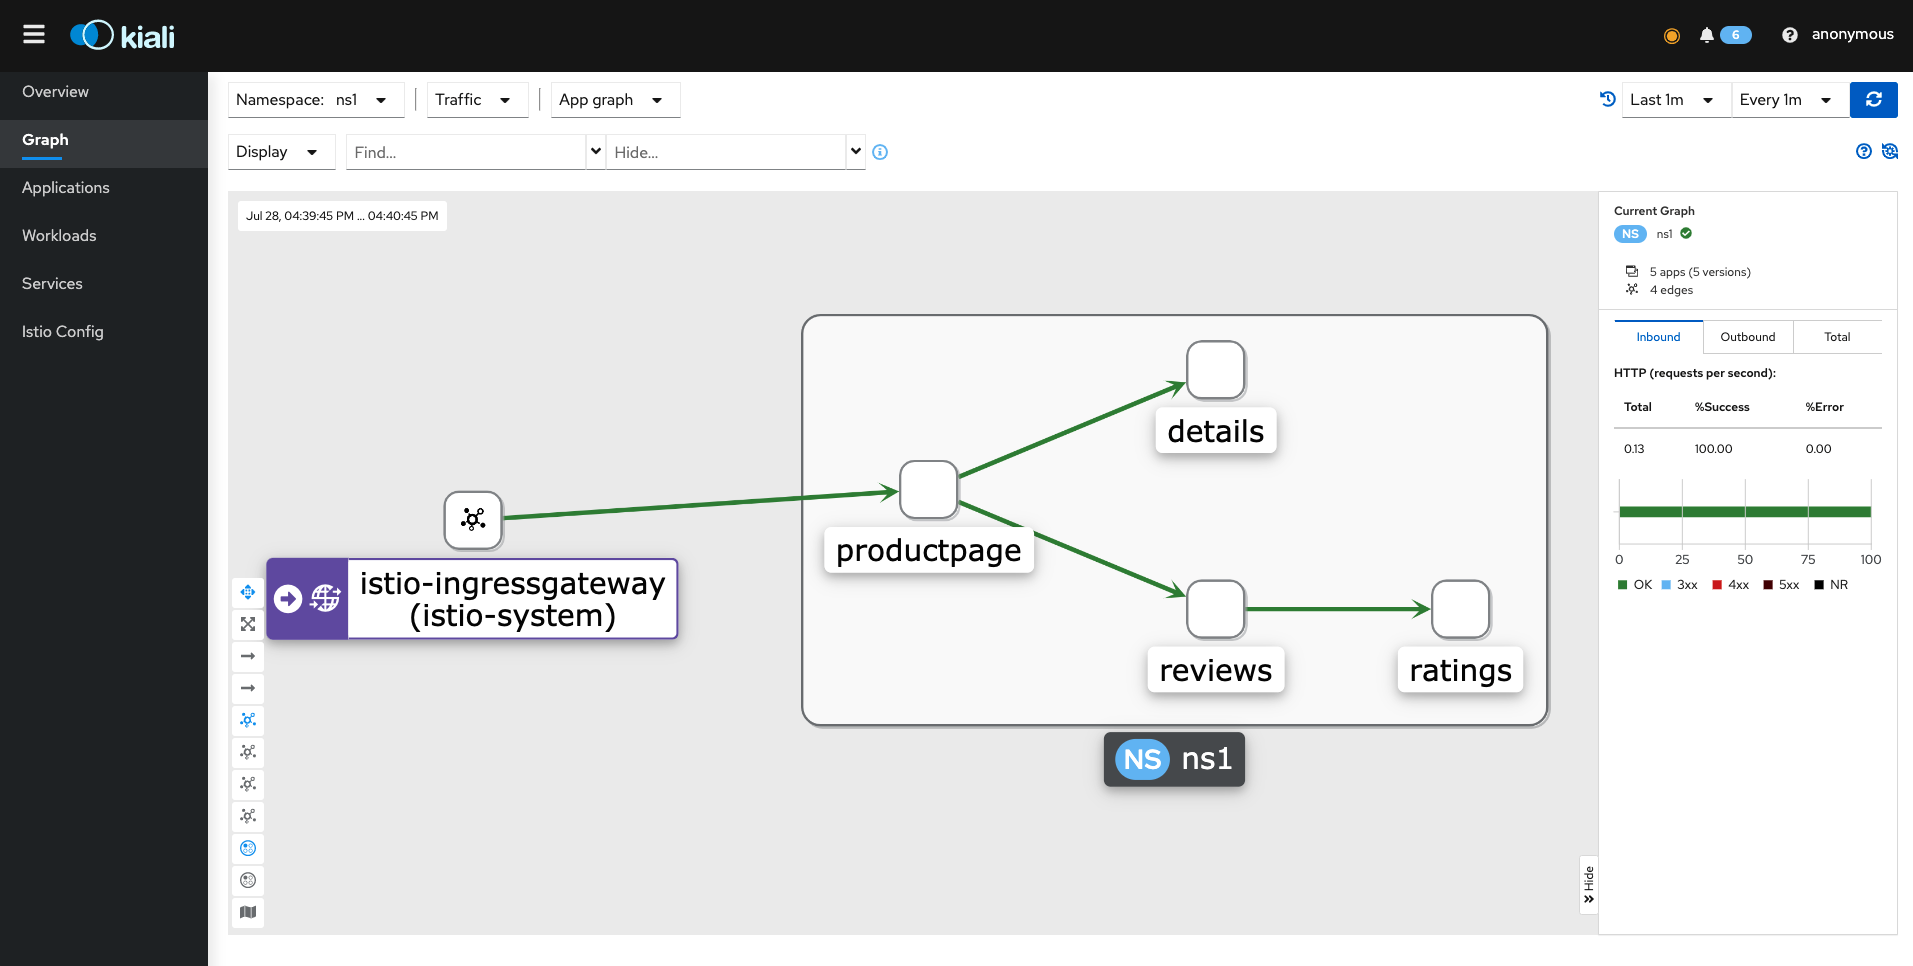 kiali
6
anonymous
Overview
Graph
Applications
Workloads
Services
Istio Config
Namespace: ns1
Traffic
App graph
Last 1m
Every 1m
Display
Find...
Hide...
Jul 28, 04:39:45 PM ... 04:40:45 PM
details
productpage
istio-ingressgateway
(istio-system)
reviews
ratings
NS ns1
Hide
Current Graph
NS ns1
5 apps (5 versions)
4 edges
Inbound Outbound Total
HTTP (requests per second):
Total %Success %Error
0.13 100.00 0.00
0 25 50 75 100
OK 3xx 4xx 5xx NR